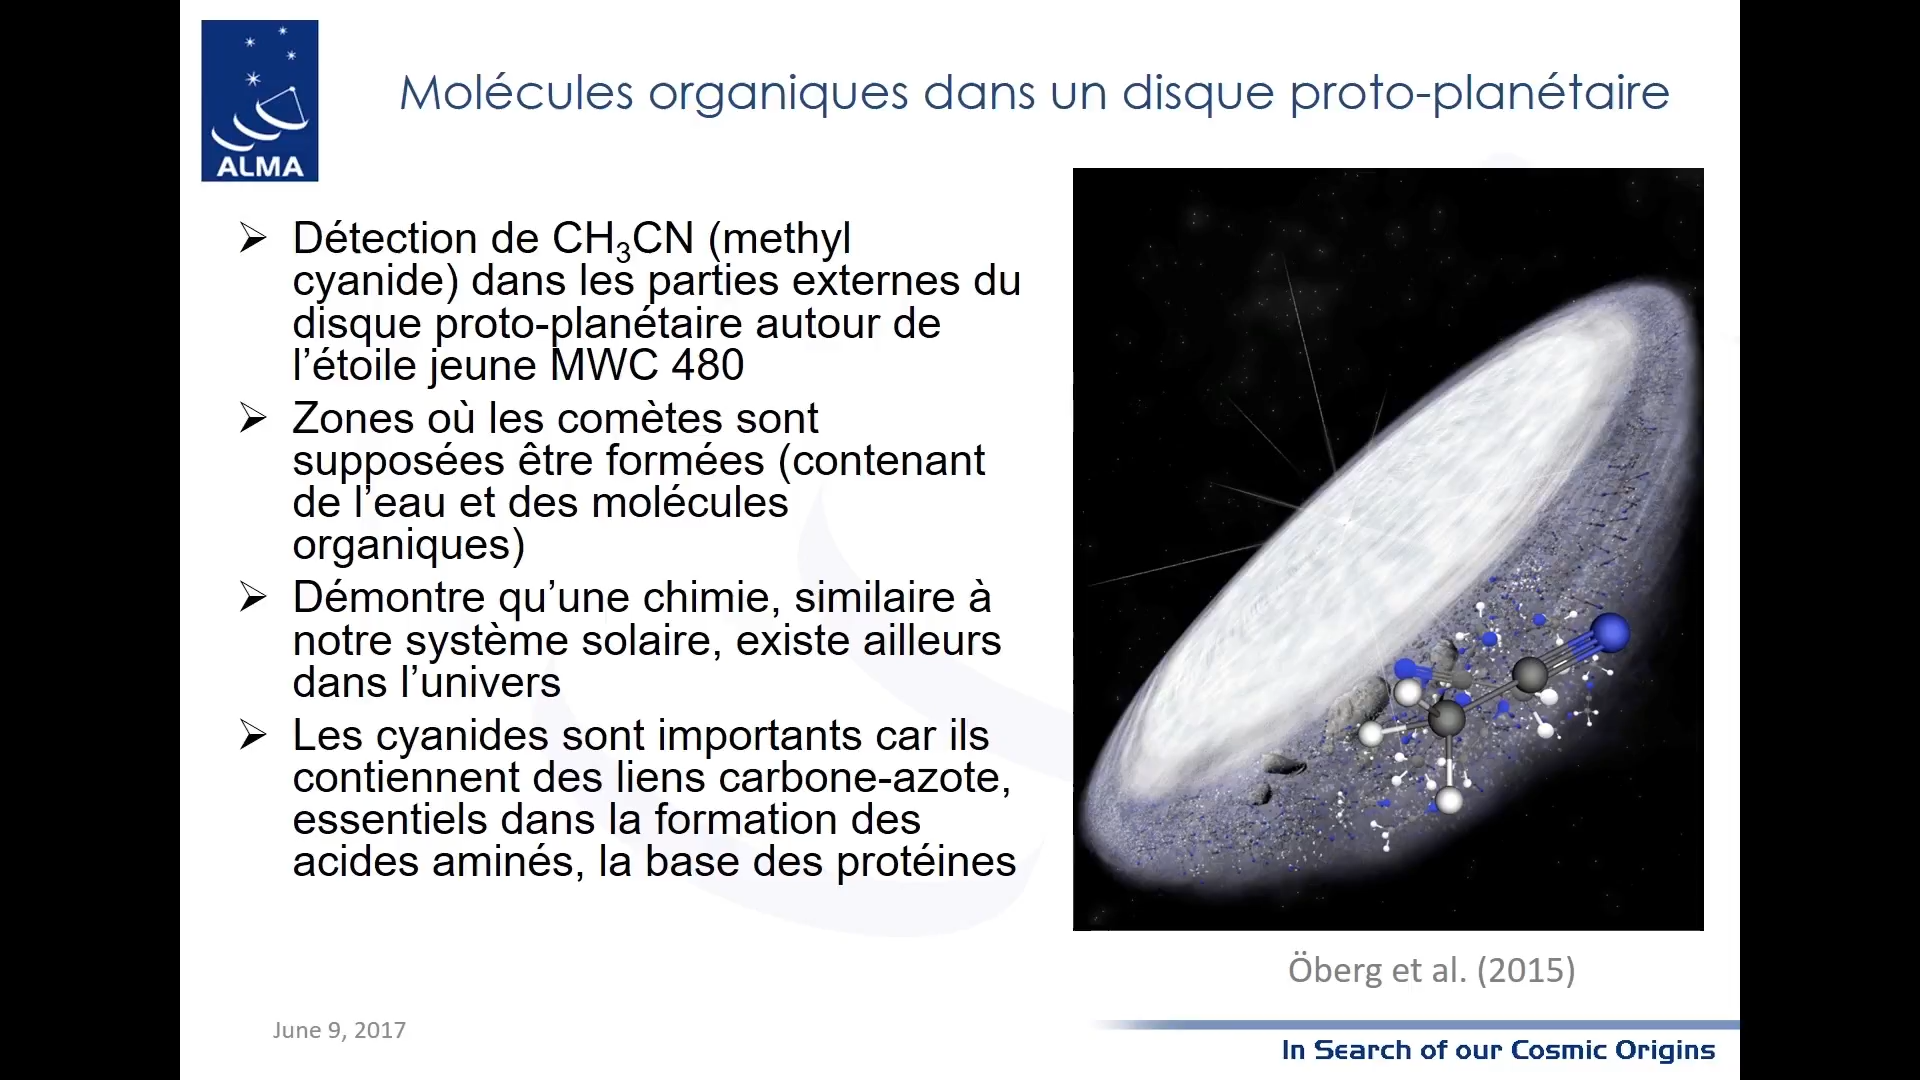 ALMA
Molécules organiques dans un disque proto-planétaire
➢ Détection de CH₃CN (methyl
cyanide) dans les parties externes du
disque proto-planétaire autour de
l’étoile jeune MWC 480
➢ Zones où les comètes sont
supposées être formées (contenant
de l’eau et des molécules
organiques)
➢ Démontre qu’une chimie, similaire à
notre système solaire, existe ailleurs
dans l’univers
➢ Les cyanides sont importants car ils
contiennent des liens carbone-azote,
essentiels dans la formation des
acides aminés, la base des protéines
Öberg et al. (2015)
June 9, 2017
In Search of our Cosmic Origins